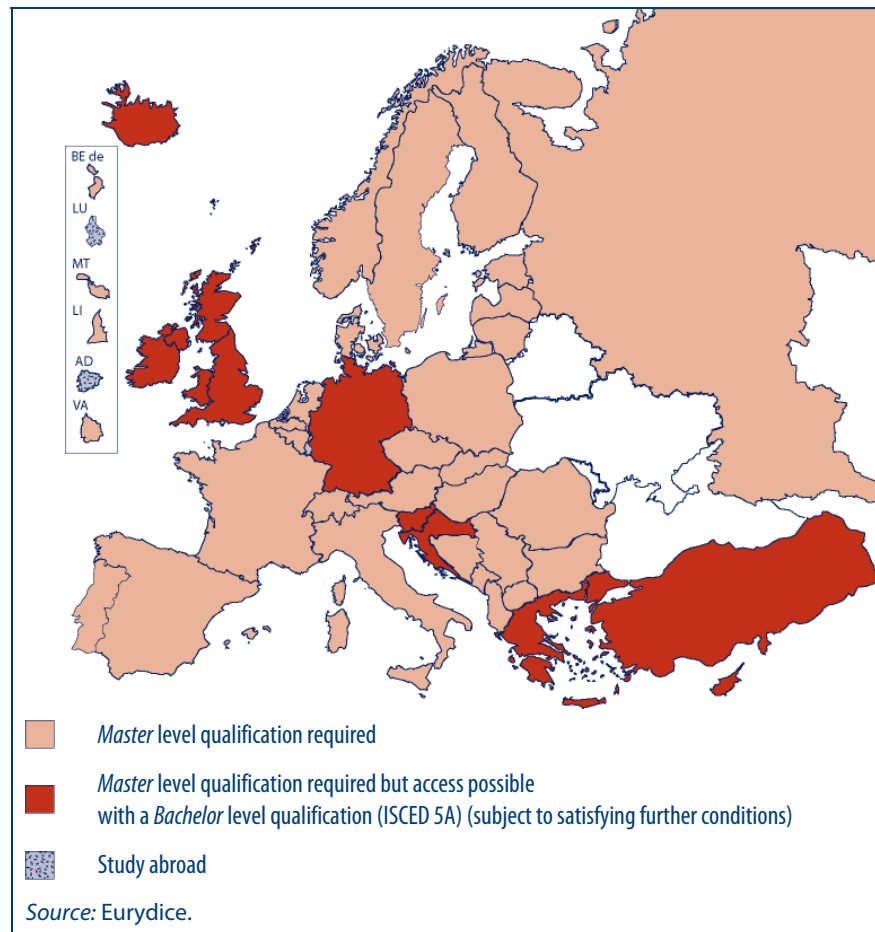 BE de
LU
MT
LI
AD
VA
Master level qualification required
Master level qualification required but access possible
with a Bachelor level qualification (ISCED 5A) (subject to satisfying further conditions)
Study abroad
Source: Eurydice.